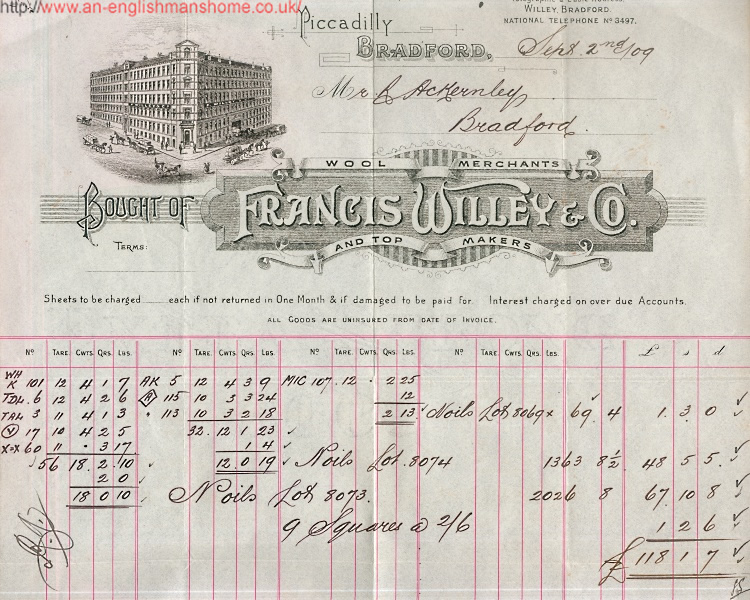 http://www.an-englishmanshome.co.uk/
Piccadilly
BRADFORD.
WILLEY, BRADFORD.
NATIONAL TELEPHONE No 3497.
Sept. 2nd /09
Mr Ackernley
Bradford.
WOOL MERCHANTS
BOUGHT OF FRANCIS WILLEY & CO.
AND TOP MAKERS
TERMS:
Sheets to be charged each if not returned in One Month & if damaged to be paid for. Interest charged on over due Accounts.
ALL GOODS ARE UNINSURED FROM DATE OF INVOICE.
No TARE. CWTS. QRS. LBS. No TARE. CWTS. QRS. LBS. No TARE. CWTS. QRS. LBS. No TARE. CWTS. QRS. LBS. £ s d
WH
K 101 12 4 1 7 AK 5 12 4 3 9 MIC 107 . 12 . 2 25
TDL. 6 12 4 2 6 115 10 3 3 24 12
TAL. 3 11 4 1 3 " 113 10 3 2 18 2 13 Noils Lot 8069 x 69 . 4 1 . 3 . 0
V 17 10 4 2 5 32. 12 1 23
X=X 60 11 . 3 17 1 4
56 18 . 2 . 10 12 . 0 19 Noils Lot . 8074 1363 8½ 48 5 5
2 0
18 0 10 Noils Lot 8073. 2026 8 67 . 10 8
9 Squares @ 2/6 1 2 6
£ 118 1 7